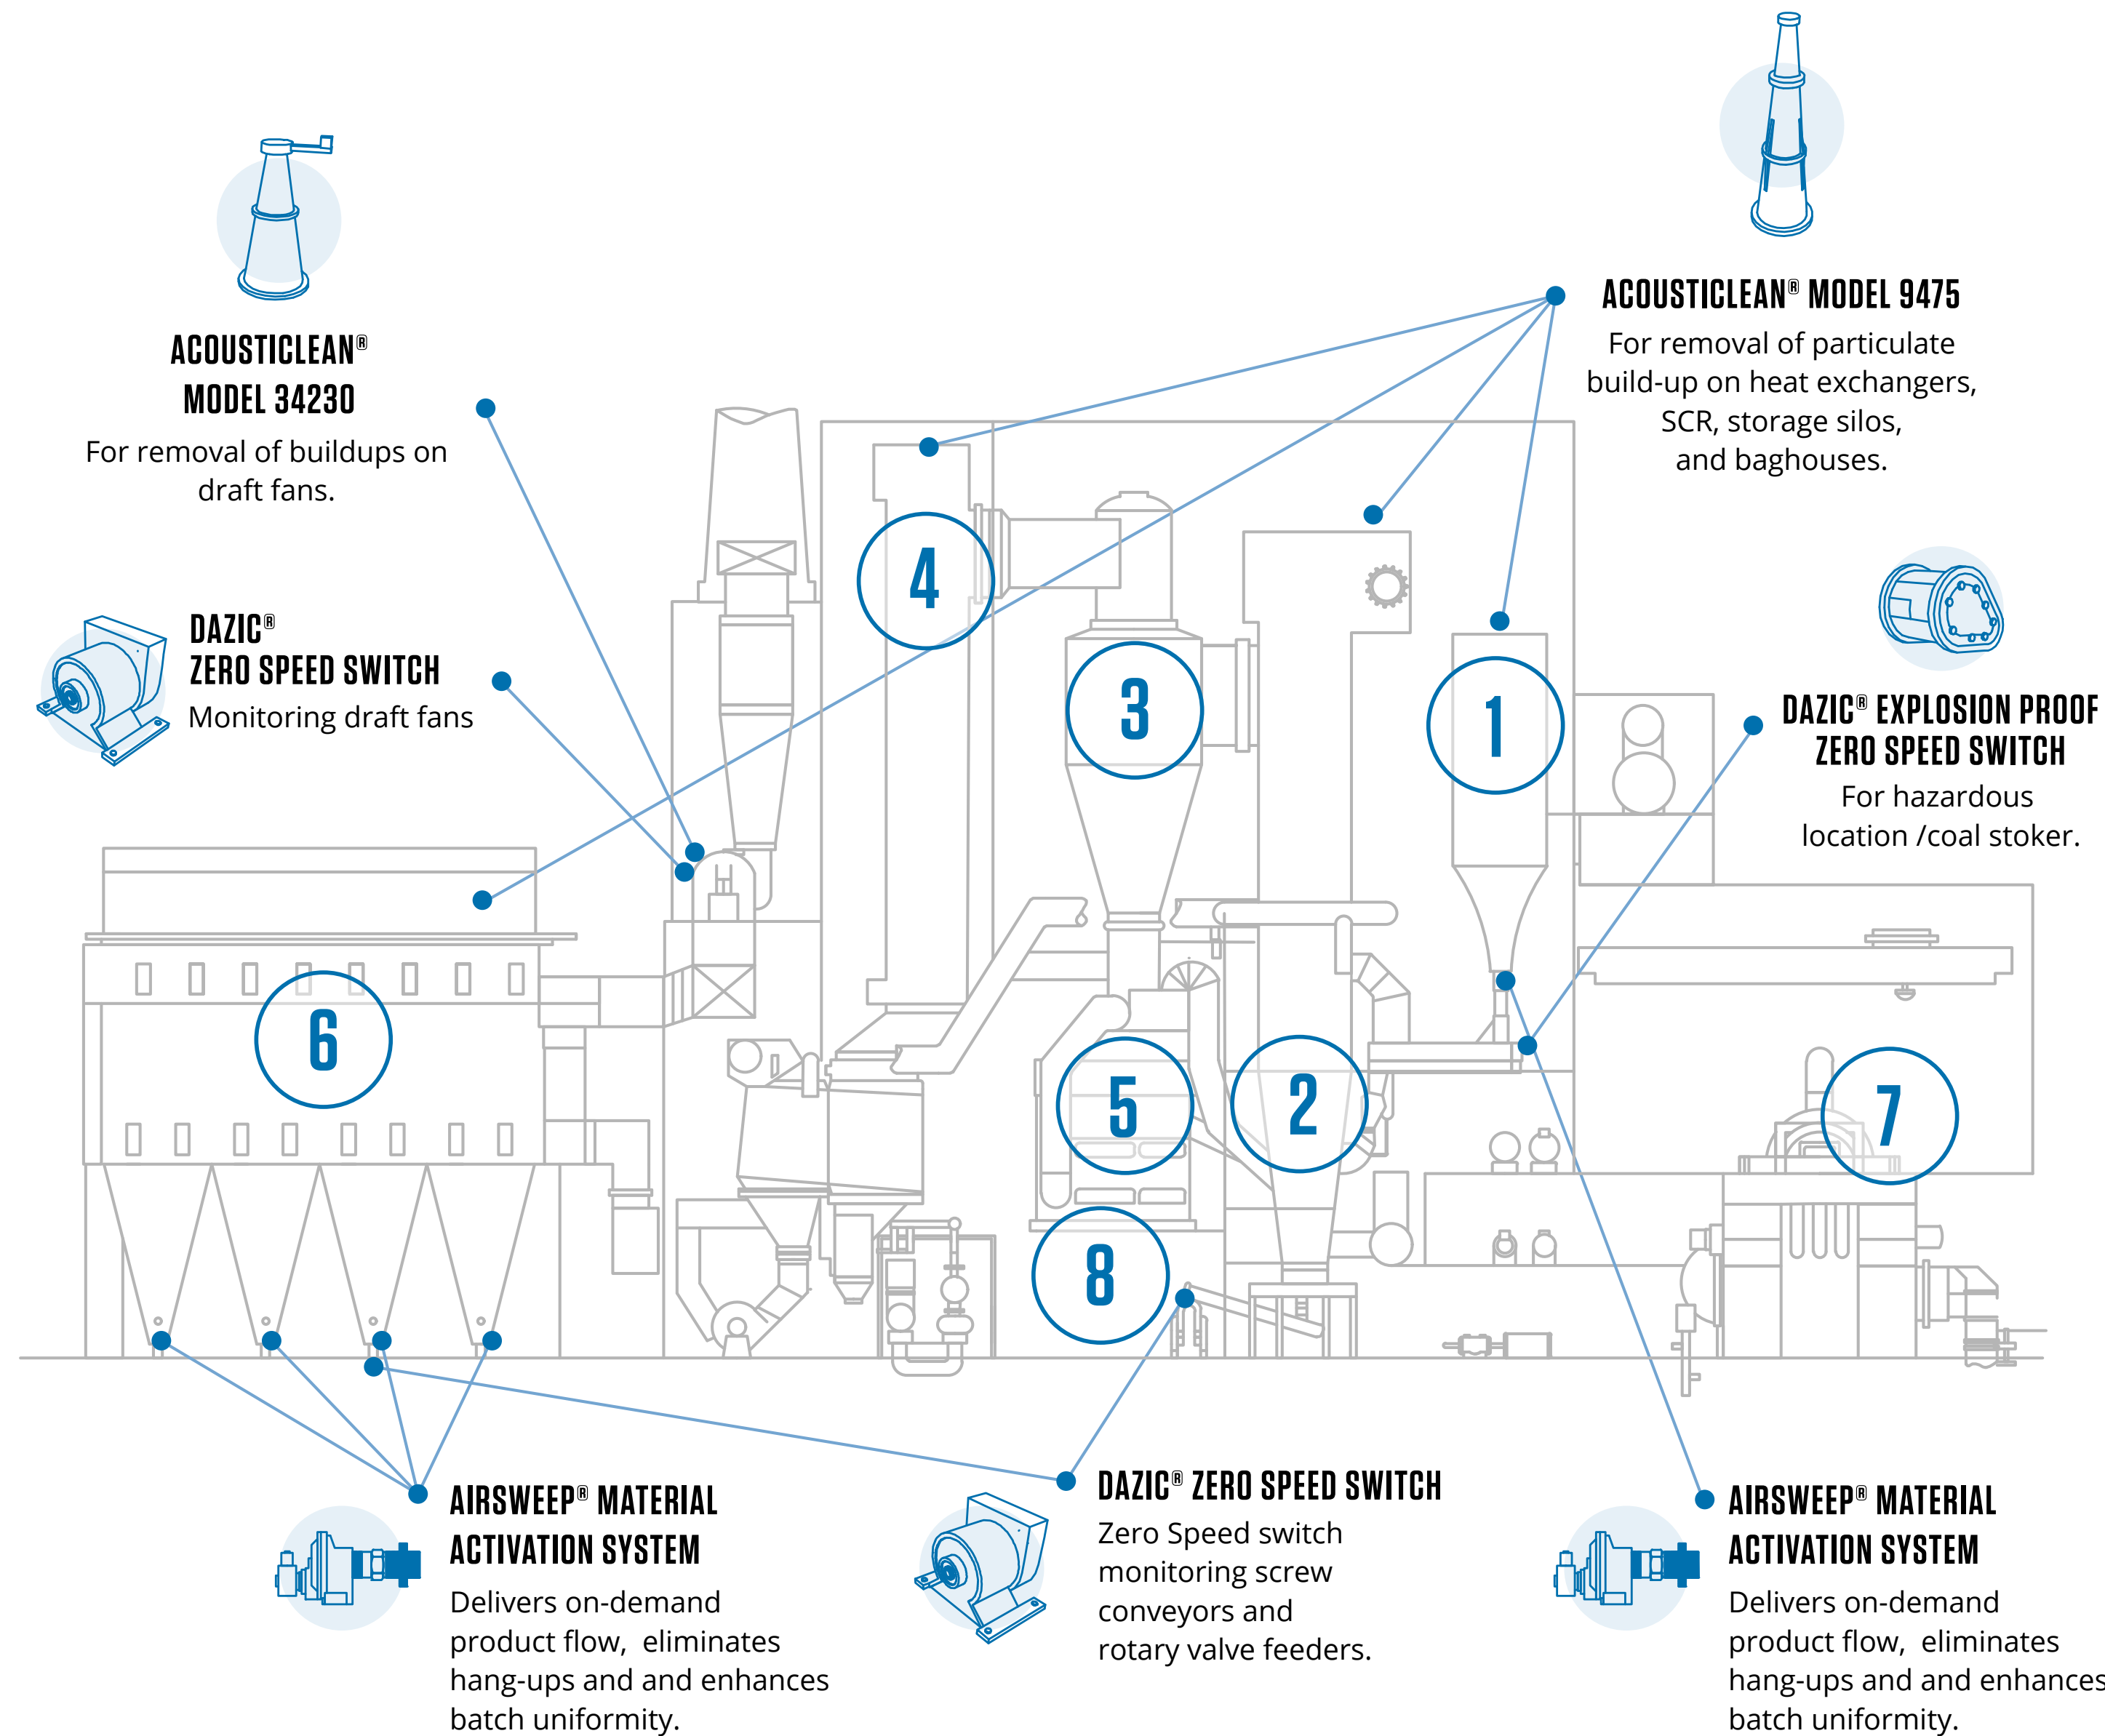 ACOUSTICLEAN®
MODEL 34230
For removal of buildups on
draft fans.
ACOUSTICLEAN® MODEL 9475
For removal of particulate
build-up on heat exchangers,
SCR, storage silos,
and baghouses.
DAZIC®
ZERO SPEED SWITCH
Monitoring draft fans
DAZIC® EXPLOSION PROOF
ZERO SPEED SWITCH
For hazardous
location /coal stoker.
4
3
1
6
5
2
7
8
AIRSWEEP® MATERIAL
ACTIVATION SYSTEM
Delivers on-demand
product flow, eliminates
hang-ups and and enhances
batch uniformity.
DAZIC® ZERO SPEED SWITCH
Zero Speed switch
monitoring screw
conveyors and
rotary valve feeders.
AIRSWEEP® MATERIAL
ACTIVATION SYSTEM
Delivers on-demand
product flow, eliminates
hang-ups and and enhances
batch uniformity.